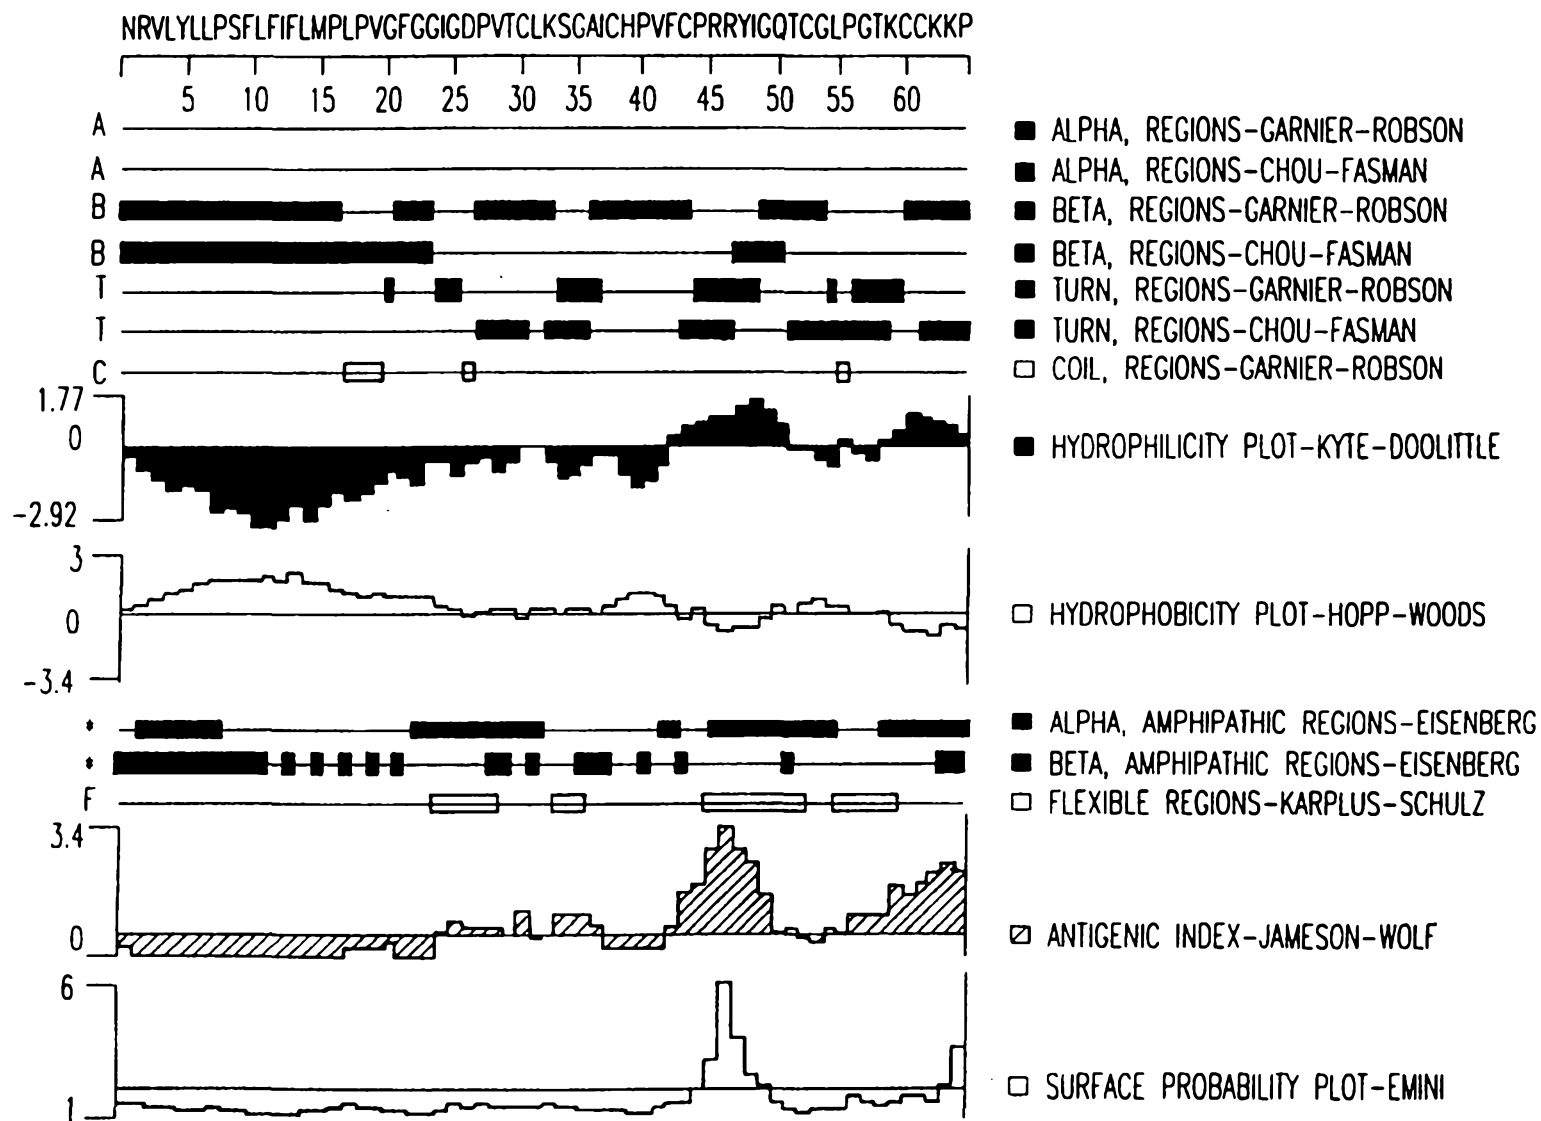 NRVLYLLPSFLFIFLMPLPVGFGGIGDPVTCLKSGAICHPVFCPRRYIGQTCGLPGTKCCKKP
5 10 15 20 25 30 35 40 45 50 55 60
A ALPHA, REGIONS-GARNIER-ROBSON
A ALPHA, REGIONS-CHOU-FASMAN
B BETA, REGIONS-GARNIER-ROBSON
B BETA, REGIONS-CHOU-FASMAN
T TURN, REGIONS-GARNIER-ROBSON
T TURN, REGIONS-CHOU-FASMAN
C COIL, REGIONS-GARNIER-ROBSON
1.77
0 HYDROPHILICITY PLOT-KYTE-DOOLITTLE
-2.92
3
0 HYDROPHOBICITY PLOT-HOPP-WOODS
-3.4
* ALPHA, AMPHIPATHIC REGIONS-EISENBERG
* BETA, AMPHIPATHIC REGIONS-EISENBERG
F FLEXIBLE REGIONS-KARPLUS-SCHULZ
3.4
0 ANTIGENIC INDEX-JAMESON-WOLF
6
SURFACE PROBABILITY PLOT-EMINI
1